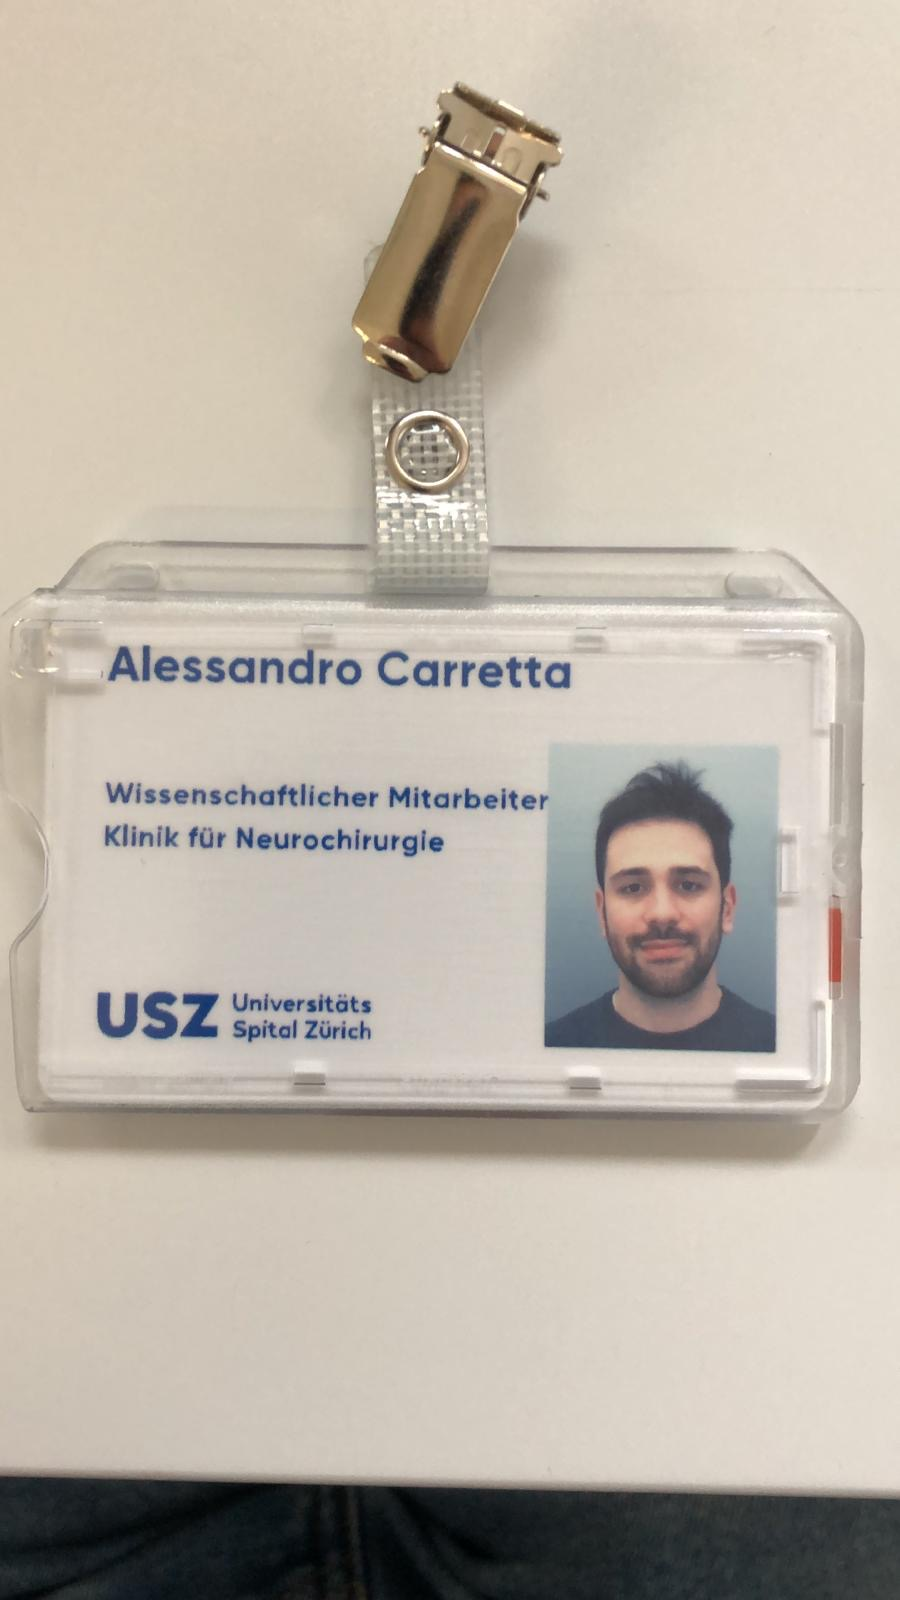 Alessandro Carretta
Wissenschaftlicher Mitarbeiter
Klinik für Neurochirurgie
USZ Universitäts
Spital Zürich